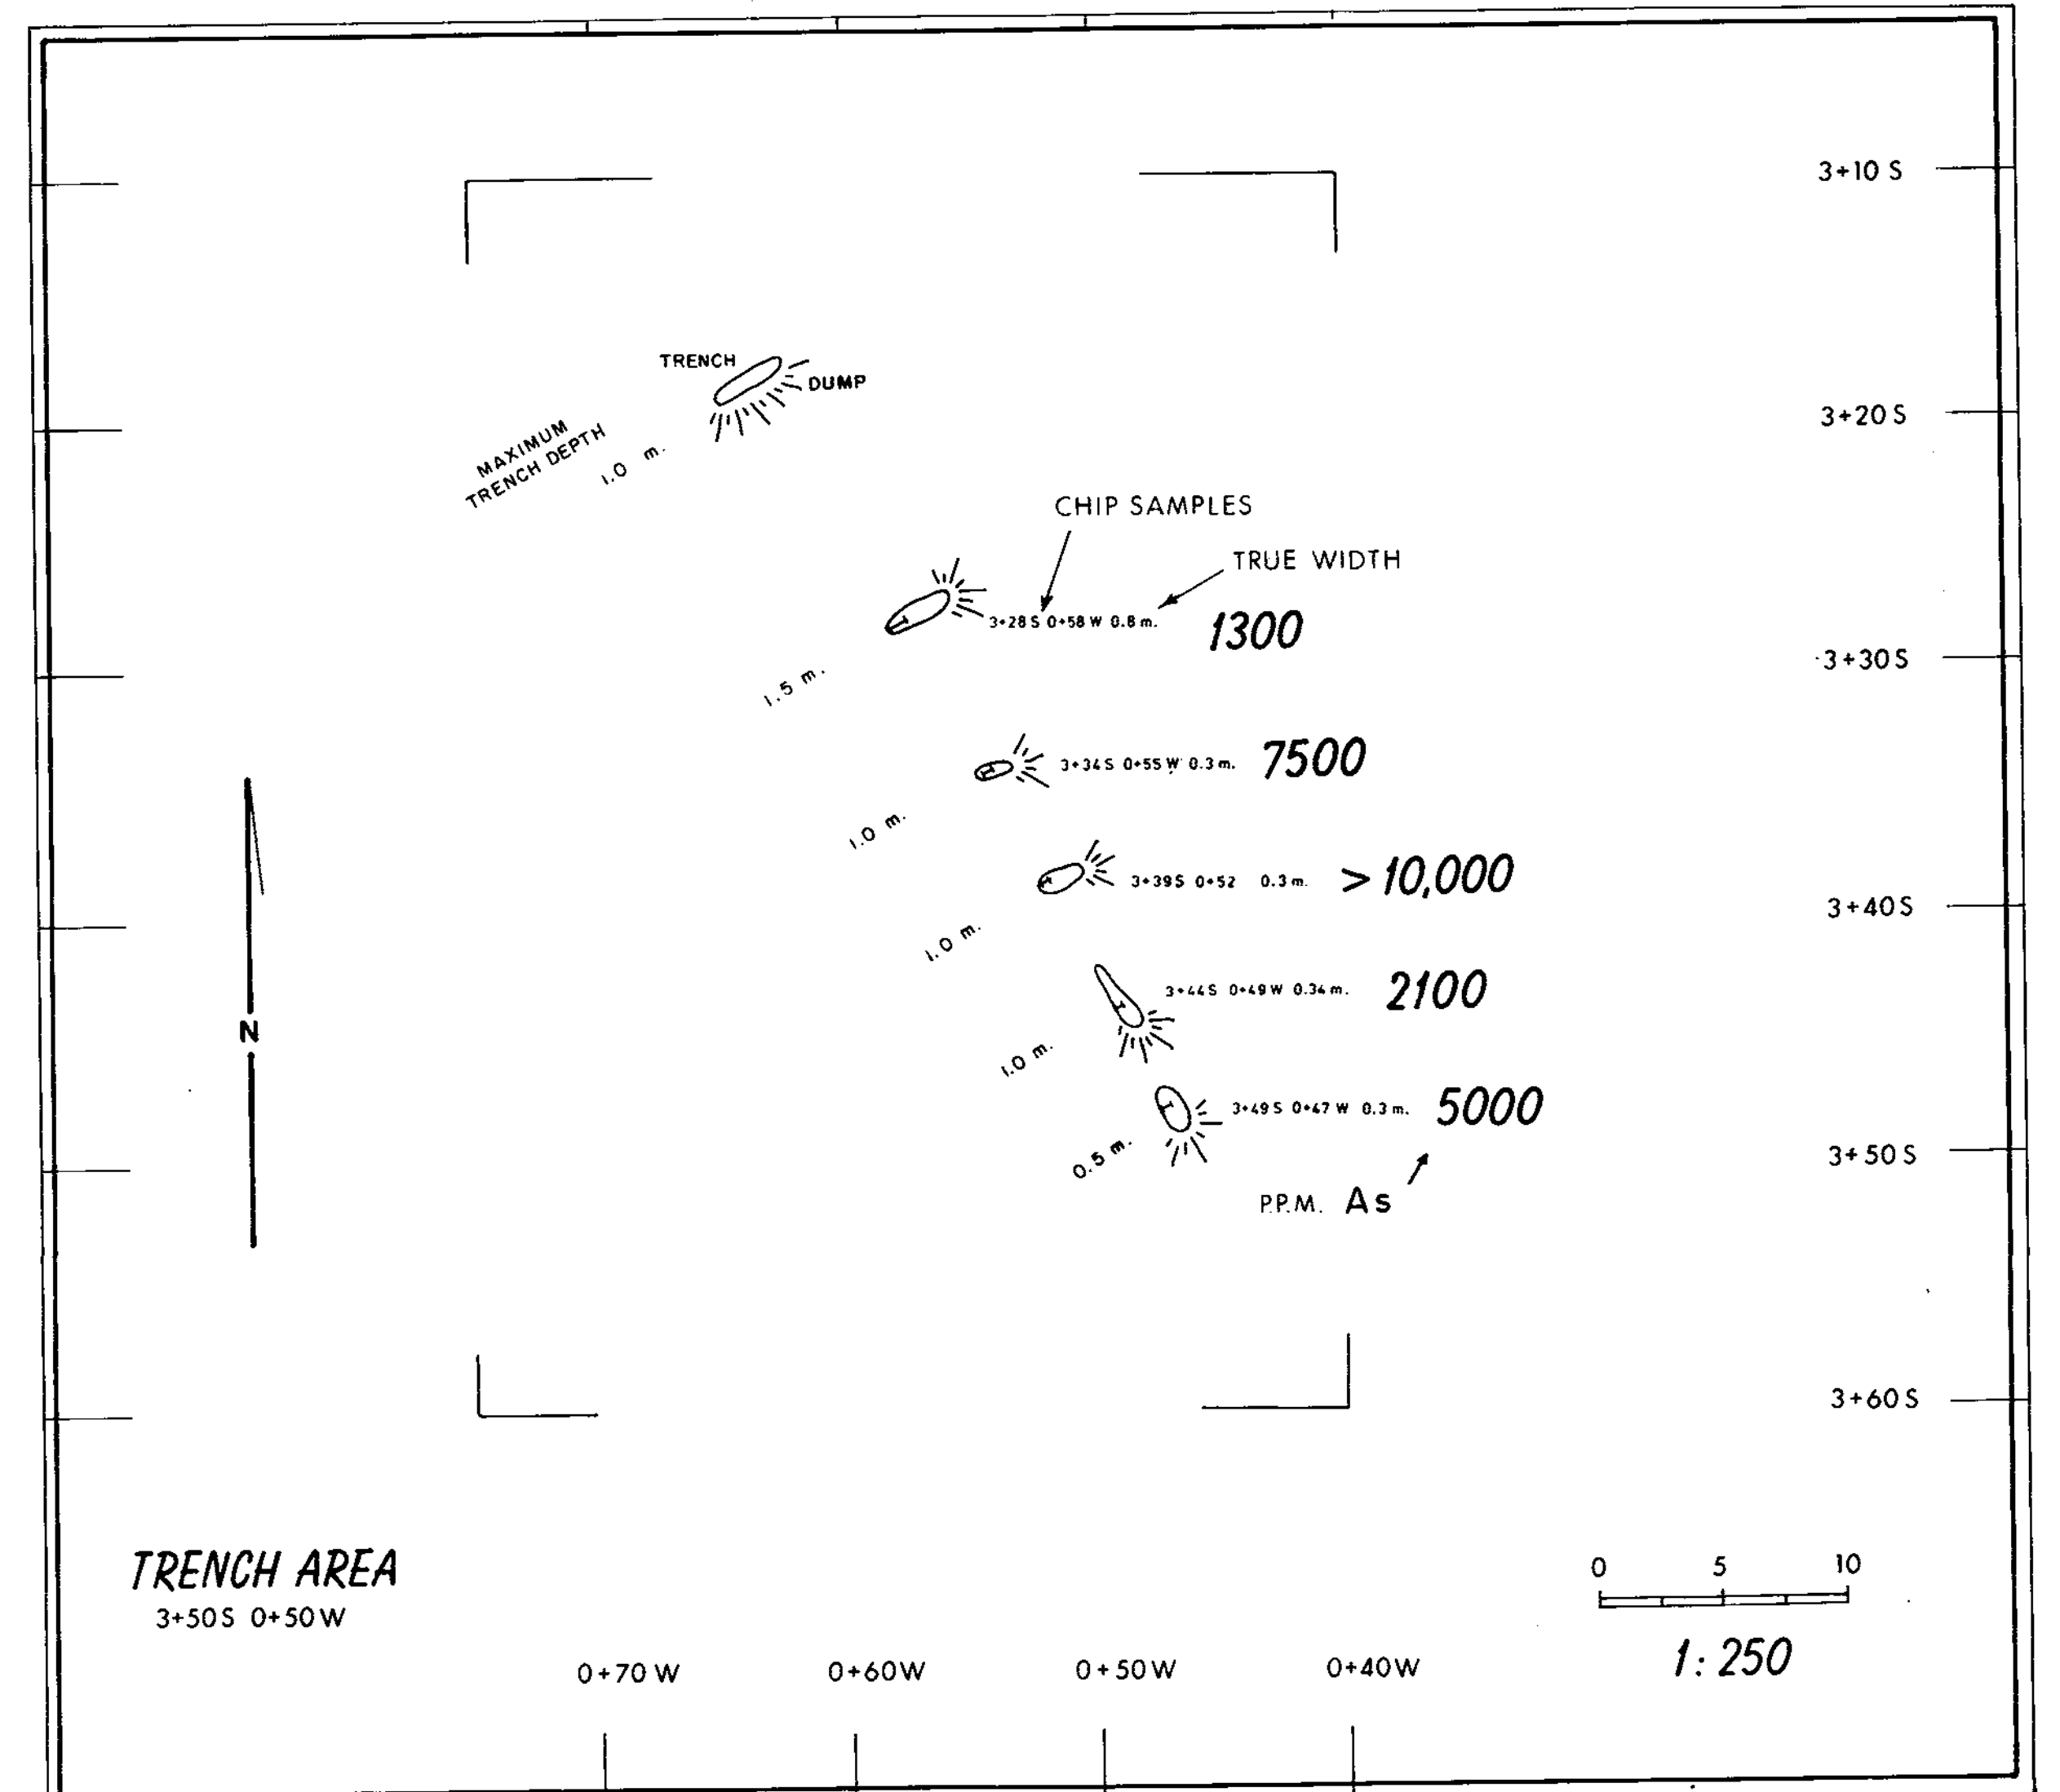 3+10 S
TRENCH
DUMP
3+20 S
MAXIMUM
TRENCH DEPTH
1.0 m.
CHIP SAMPLES
TRUE WIDTH
3+28 S 0+58 W 0.8 m. 1300
3+30 S
1.5 m.
3+34 S 0+55 W 0.3 m. 7500
1.0 m.
3+39 S 0+52 0.3 m. > 10,000
3+40 S
1.0 m.
3+44 S 0+49 W 0.34 m. 2100
N
1.0 m.
3+49 S 0+47 W 0.3 m. 5000
0.5 m.
3+50 S
P.P.M. As
3+60 S
TRENCH AREA
3+50 S 0+50 W
0 5 10
1:250
0+70 W 0+60 W 0+50 W 0+40 W